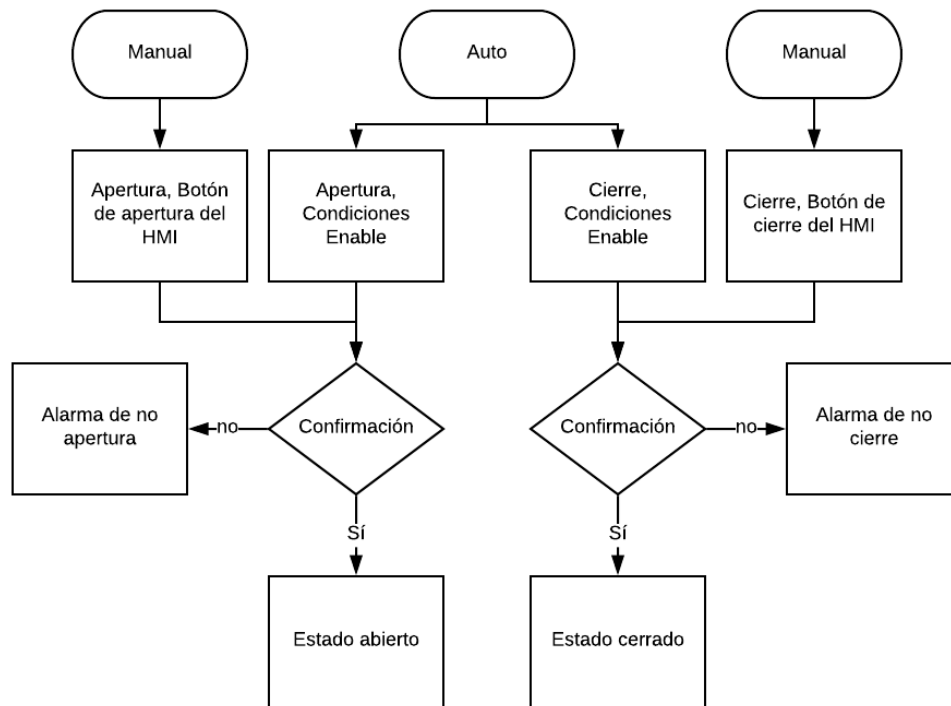 Manual
Auto
Manual
Apertura, Botón
de apertura del
HMI
Apertura,
Condiciones
Enable
Cierre,
Condiciones
Enable
Cierre, Botón de
cierre del HMI
Alarma de no
apertura
no
Confirmación
Confirmación
no
Alarma de no
cierre
Sí
Sí
Estado abierto
Estado cerrado